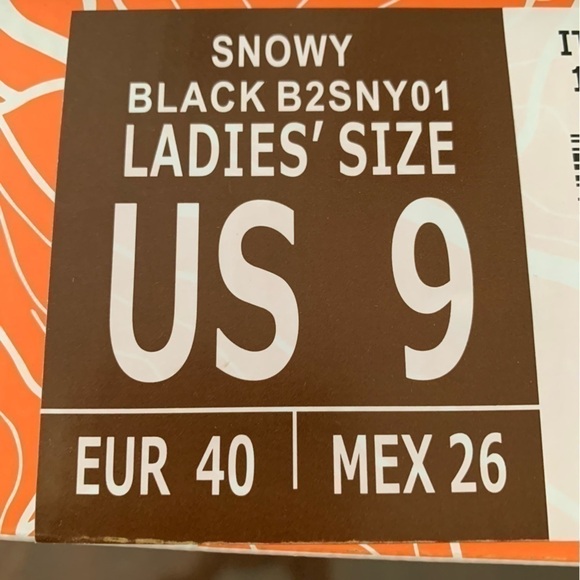 SNOWY
BLACK B2SNY01
LADIES' SIZE
US 9
EUR 40 MEX 26